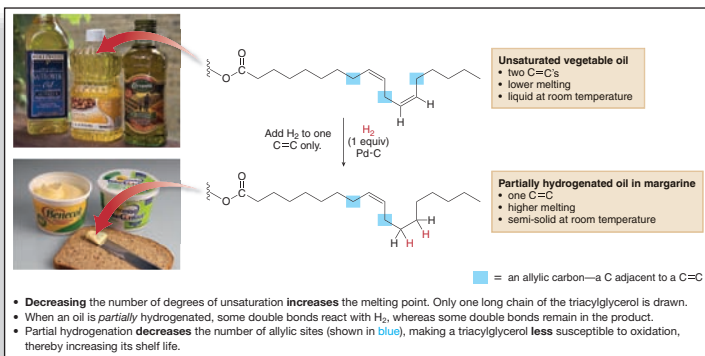 O
O
Unsaturated vegetable oil
• two C=C's
• lower melting
• liquid at room temperature
H
H
Add H₂ to one
C=C only.
H₂
(1 equiv)
Pd-C
O
O
Partially hydrogenated oil in margarine
• one C=C
• higher melting
• semi-solid at room temperature
H
H H
Benecol
= an allylic carbon—a C adjacent to a C=C
• Decreasing the number of degrees of unsaturation increases the melting point. Only one long chain of the triacylglycerol is drawn.
• When an oil is partially hydrogenated, some double bonds react with H₂, whereas some double bonds remain in the product.
• Partial hydrogenation decreases the number of allylic sites (shown in blue), making a triacylglycerol less susceptible to oxidation,
thereby increasing its shelf life.